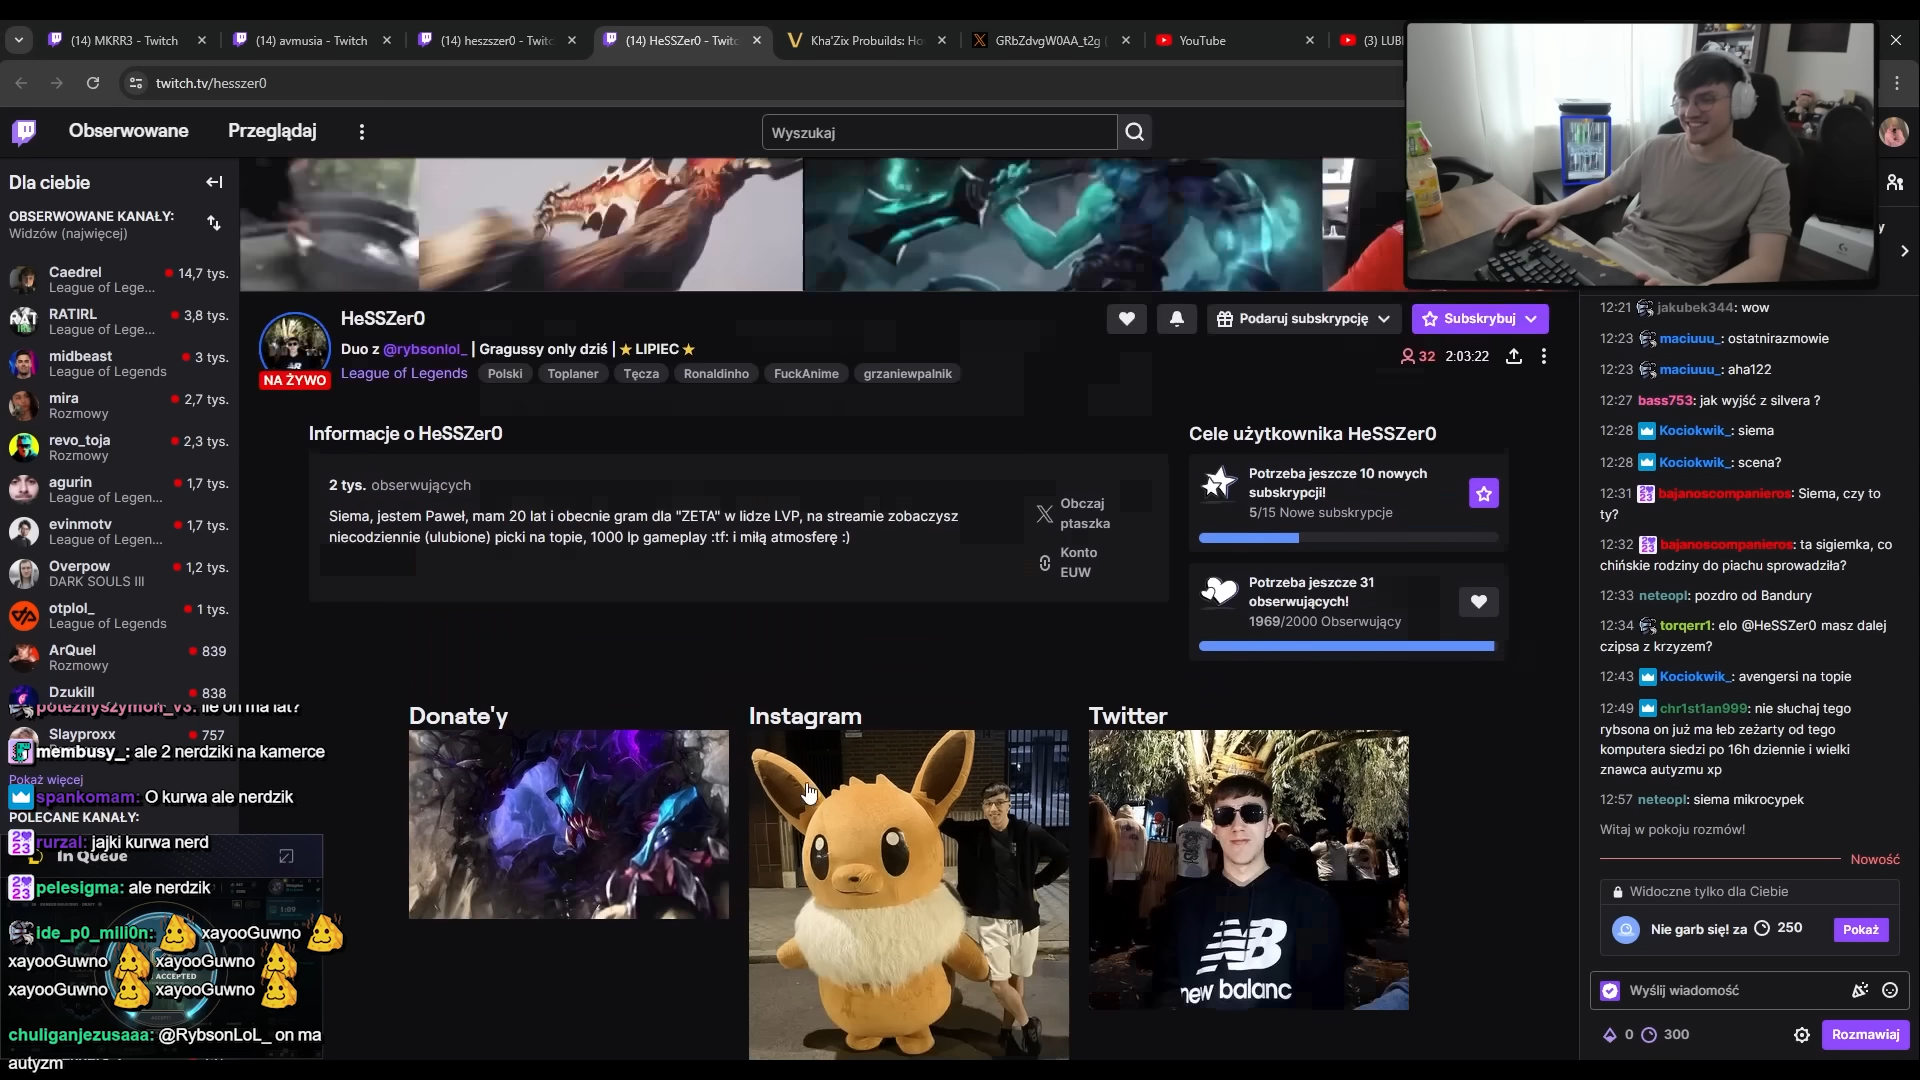 (14) MKRR3 - Twitch
(14) avmusia - Twitch
(14) heszszer0 - Twitc
(14) HeSSZer0 - Twitc
Kha'Zix Probuilds: Ho
GRbZdvgW0AA_t2g (
YouTube
(3) LUBI
twitch.tv/hesszer0
Obserwowane
Przeglądaj
Wyszukaj
Dla ciebie
OBSERWOWANE KANAŁY:
Widzów (najwięcej)
Caedrel
14,7 tys.
League of Lege...
RATIRL
3,8 tys.
League of Lege...
midbeast
3 tys.
League of Legends
mira
2,7 tys.
Rozmowy
revo_toja
2,3 tys.
Rozmowy
agurin
1,7 tys.
League of Legen...
evinmotv
1,7 tys.
League of Legen...
Overpow
1,2 tys.
DARK SOULS III
otplol_
1 tys.
League of Legends
ArQuel
839
Rozmowy
Dzukill
838
poteznyszymon_v3: ile on ma lat?
Slayproxx
757
membusy_: ale 2 nerdziki na kamerce
Pokaż więcej
spankomam: O kurwa ale nerdzik
POLECANE KANAŁY:
rurzal: jajki kurwa nerd
In Queue
pelesigma: ale nerdzik
1:09
ide_p0_mili0n: xayooGuwno
xayooGuwno xayooGuwno
ACCEPTED
xayooGuwno xayooGuwno
chuliganjezusaaa: @RybsonLoL_ on ma
autyzm
HeSSZer0
Duo z @rybsonlol_ | Gragussy only dziś | ★ LIPIEC ★
NA ŻYWO
League of Legends
Polski
Toplaner
Tęcza
Ronaldinho
FuckAnime
grzaniewpalnik
Podaruj subskrypcję
Subskrybuj
32
2:03:22
Informacje o HeSSZer0
2 tys. obserwujących
Siema, jestem Paweł, mam 20 lat i obecnie gram dla "ZETA" w lidze LVP, na streamie zobaczysz
niecodziennie (ulubione) picki na topie, 1000 lp gameplay :tf: i miłą atmosferę :)
Obczaj
ptaszka
Konto
EUW
Cele użytkownika HeSSZer0
Potrzeba jeszcze 10 nowych
subskrypcji!
5/15 Nowe subskrypcje
Potrzeba jeszcze 31
obserwujących!
1969/2000 Obserwujący
Donate'y
Instagram
Twitter
NB
new balanc
12:21 jakubek344: wow
12:23 maciuuu_: ostatnirazmowie
12:23 maciuuu_: aha122
12:27 bass753: jak wyjść z silvera ?
12:28 Kociokwik_: siema
12:28 Kociokwik_: scena?
12:31 bajanoscompanieros: Siema, czy to
ty?
12:32 bajanoscompanieros: ta sigiemka, co
chińskie rodziny do piachu sprowadziła?
12:33 neteopl: pozdro od Bandury
12:34 torqerr1: elo @HeSSZer0 masz dalej
czipsa z krzyzem?
12:43 Kociokwik_: avengersi na topie
12:49 chr1st1an999: nie słuchaj tego
rybsona on już ma łeb zeżarty od tego
komputera siedzi po 16h dziennie i wielki
znawca autyzmu xp
12:57 neteopl: siema mikrocypek
Witaj w pokoju rozmów!
Nowość
Widoczne tylko dla Ciebie
Nie garb się! za 250
Pokaż
Wyślij wiadomość
0
300
Rozmawiaj